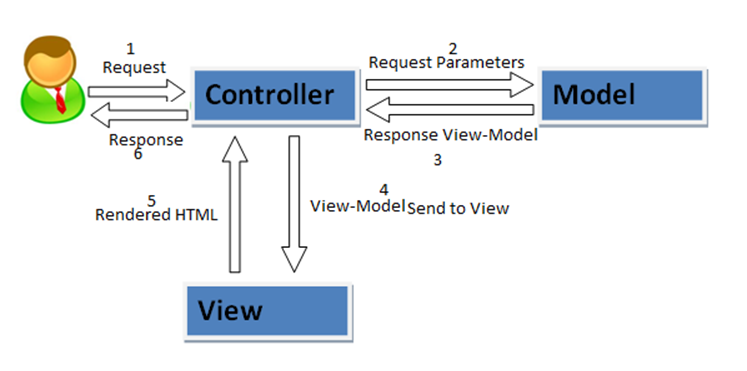 1
Request
2
Request Parameters
Controller
Model
Response
6
Response View-Model
3
5
Rendered HTML
4
View-Model Send to View
View